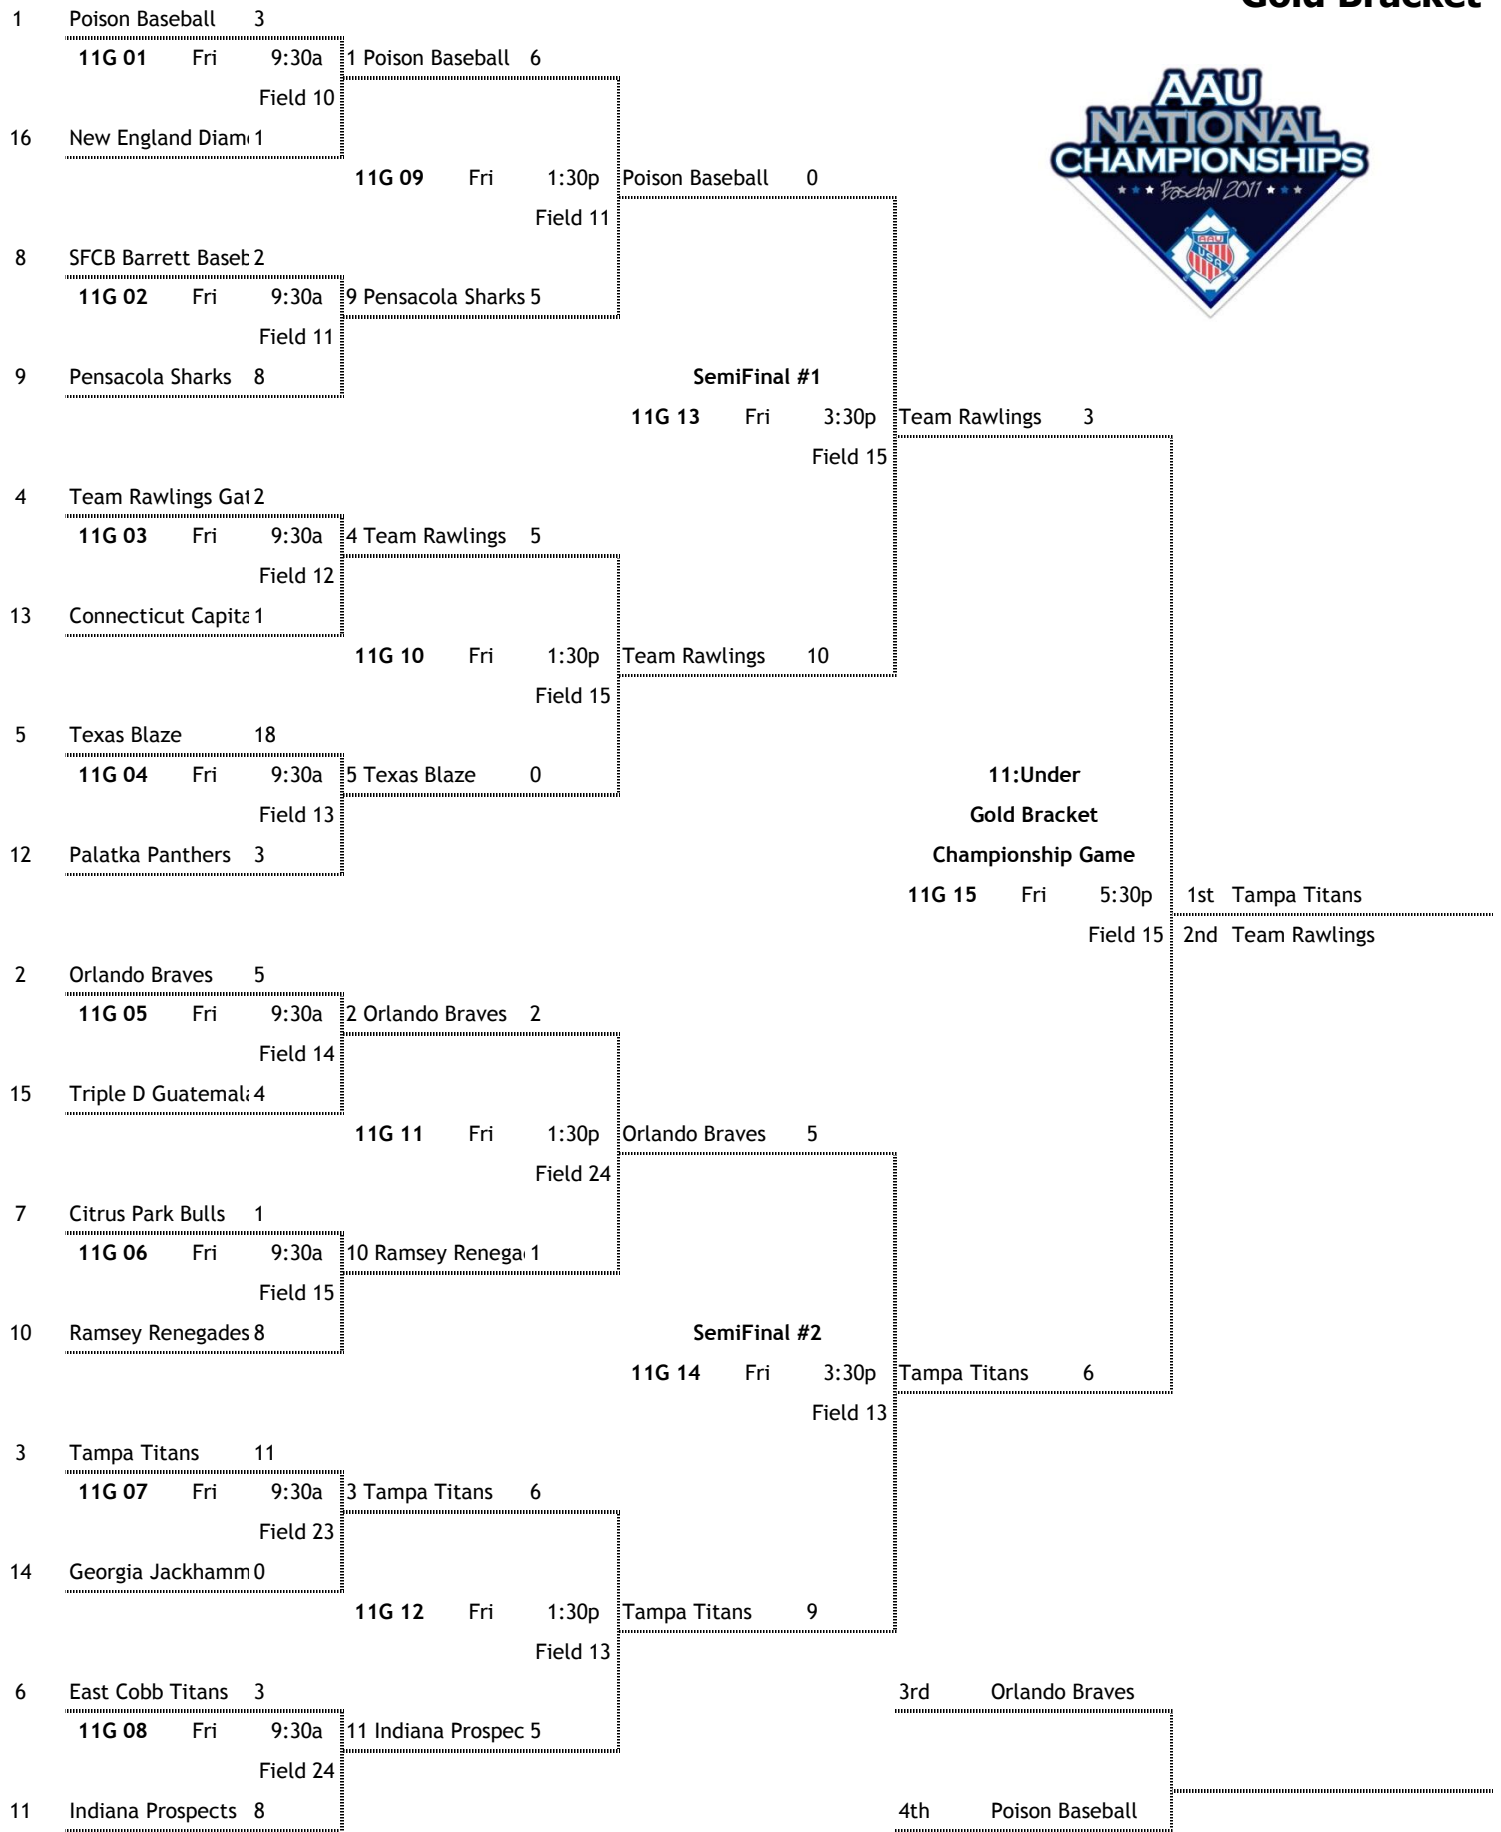 Gold Bracket
1 Poison Baseball 3
11G 01 Fri 9:30a 1 Poison Baseball 6
Field 10
16 New England Diam 1
11G 09 Fri 1:30p Poison Baseball 0
Field 11
8 SFCB Barrett Baseb 2
11G 02 Fri 9:30a 9 Pensacola Sharks 5
Field 11
9 Pensacola Sharks 8
SemiFinal #1
11G 13 Fri 3:30p Team Rawlings 3
Field 15
4 Team Rawlings Gat 2
11G 03 Fri 9:30a 4 Team Rawlings 5
Field 12
13 Connecticut Capita 1
11G 10 Fri 1:30p Team Rawlings 10
Field 15
5 Texas Blaze 18
11G 04 Fri 9:30a 5 Texas Blaze 0
11:Under
Field 13
Gold Bracket
12 Palatka Panthers 3
Championship Game
11G 15 Fri 5:30p 1st Tampa Titans
Field 15 2nd Team Rawlings
2 Orlando Braves 5
11G 05 Fri 9:30a 2 Orlando Braves 2
Field 14
15 Triple D Guatemala 4
11G 11 Fri 1:30p Orlando Braves 5
Field 24
7 Citrus Park Bulls 1
11G 06 Fri 9:30a 10 Ramsey Renega 1
Field 15
10 Ramsey Renegades 8
SemiFinal #2
11G 14 Fri 3:30p Tampa Titans 6
Field 13
3 Tampa Titans 11
11G 07 Fri 9:30a 3 Tampa Titans 6
Field 23
14 Georgia Jackhamm 0
11G 12 Fri 1:30p Tampa Titans 9
Field 13
6 East Cobb Titans 3
3rd Orlando Braves
11G 08 Fri 9:30a 11 Indiana Prospec 5
Field 24
11 Indiana Prospects 8
4th Poison Baseball
AAU
NATIONAL
CHAMPIONSHIPS
Baseball 2011
AAU
USA